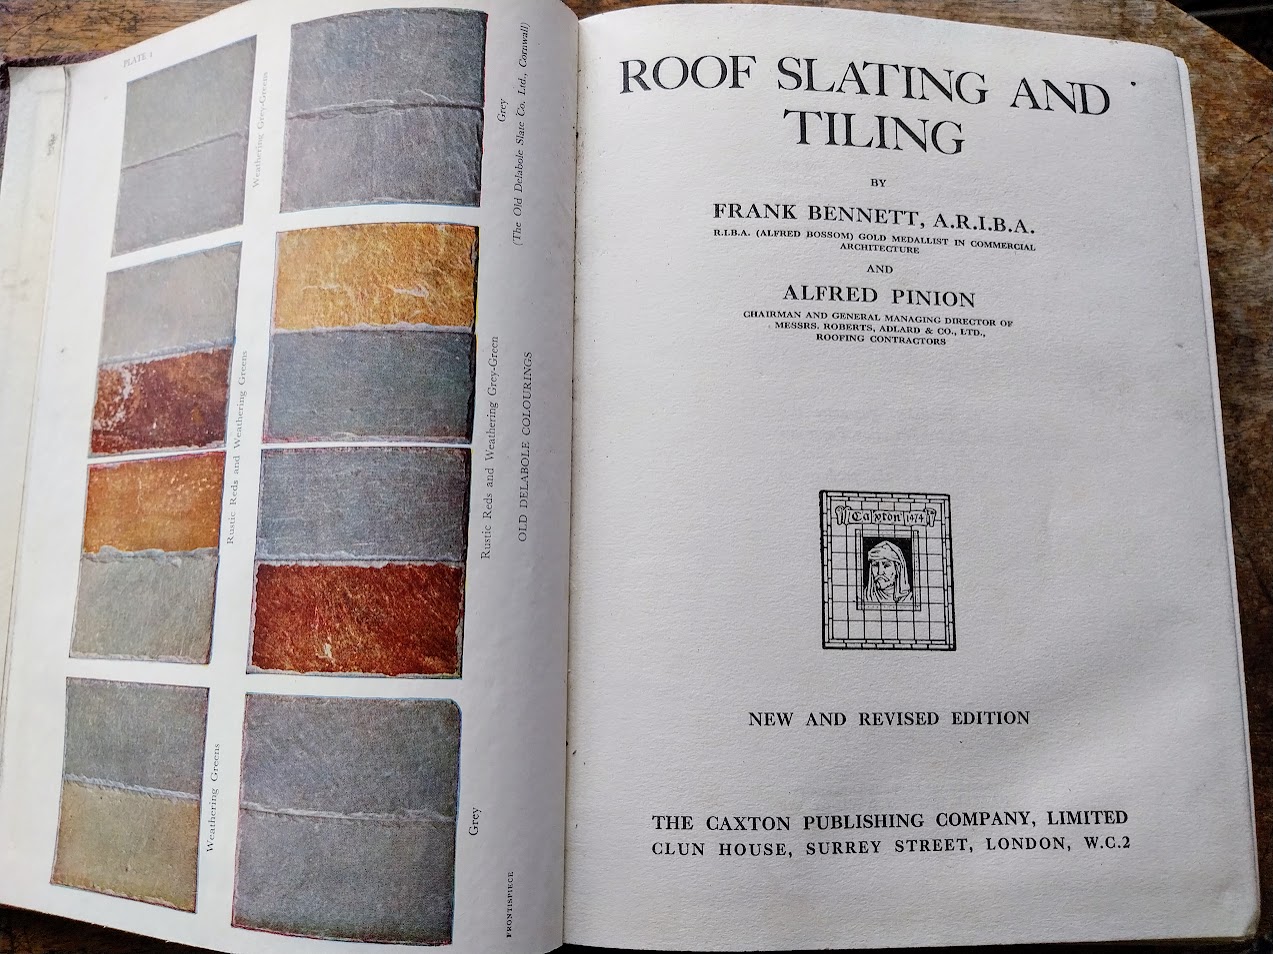 PLATE 1
Weathering Grey-Greens
Rustic Reds and Weathering Greens
Weathering Greens
Grey
Rustic Reds and Weathering Grey-Green
Grey
(The Old Delabole Slate Co. Ltd., Cornwall)
OLD DELABOLE COLOURINGS
FRONTISPIECE
ROOF SLATING AND
TILING
BY
FRANK BENNETT, A.R.I.B.A.
R.I.B.A. (ALFRED BOSSOM) GOLD MEDALLIST IN COMMERCIAL
ARCHITECTURE
AND
ALFRED PINION
CHAIRMAN AND GENERAL MANAGING DIRECTOR OF
MESSRS. ROBERTS, ADLARD & CO., LTD.,
ROOFING CONTRACTORS
Caxton 1474
NEW AND REVISED EDITION
THE CAXTON PUBLISHING COMPANY, LIMITED
CLUN HOUSE, SURREY STREET, LONDON, W.C.2